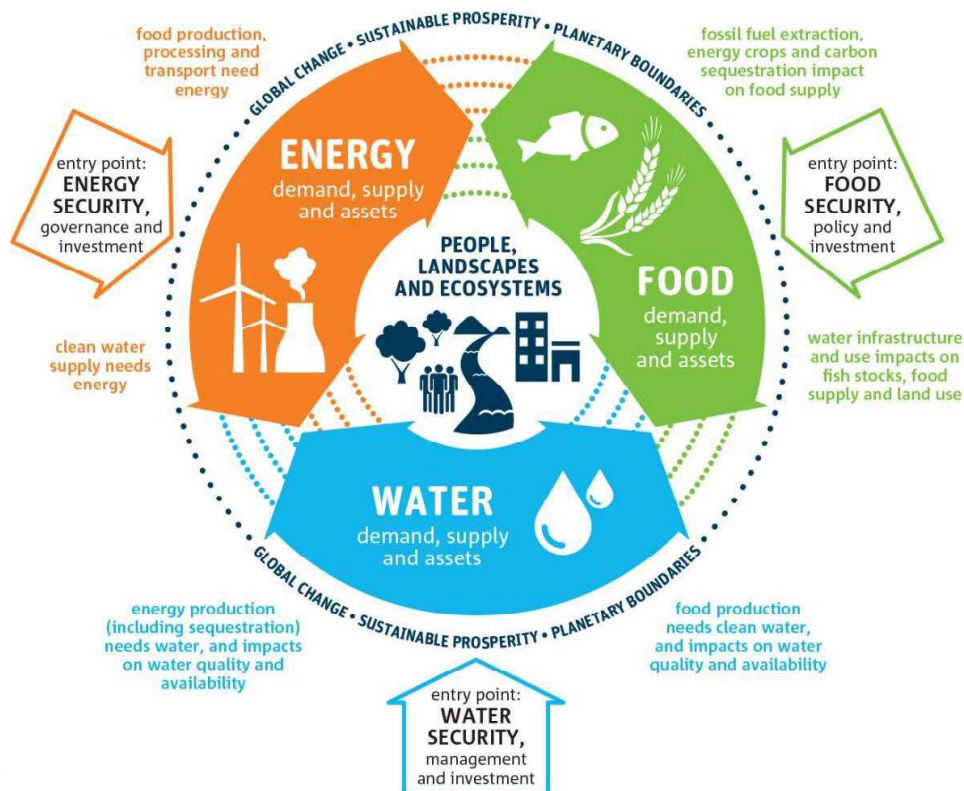 GLOBAL CHANGE • SUSTAINABLE PROSPERITY • PLANETARY BOUNDARIES •
food production,
processing and
transport need
energy
fossil fuel extraction,
energy crops and carbon
sequestration impact
on food supply
entry point:
ENERGY
SECURITY,
governance and
investment
ENERGY
demand, supply
and assets
entry point:
FOOD
SECURITY,
policy and
investment
PEOPLE,
LANDSCAPES
AND ECOSYSTEMS
FOOD
demand,
supply
and assets
clean water
supply needs
energy
water infrastructure
and use impacts on
fish stocks, food
supply and land use
WATER
demand, supply
and assets
GLOBAL CHANGE • SUSTAINABLE PROSPERITY • PLANETARY BOUNDARIES
energy production
(including sequestration)
needs water, and impacts
on water quality and
availability
food production
needs clean water,
and impacts on water
quality and availability
entry point:
WATER
SECURITY,
management
and investment